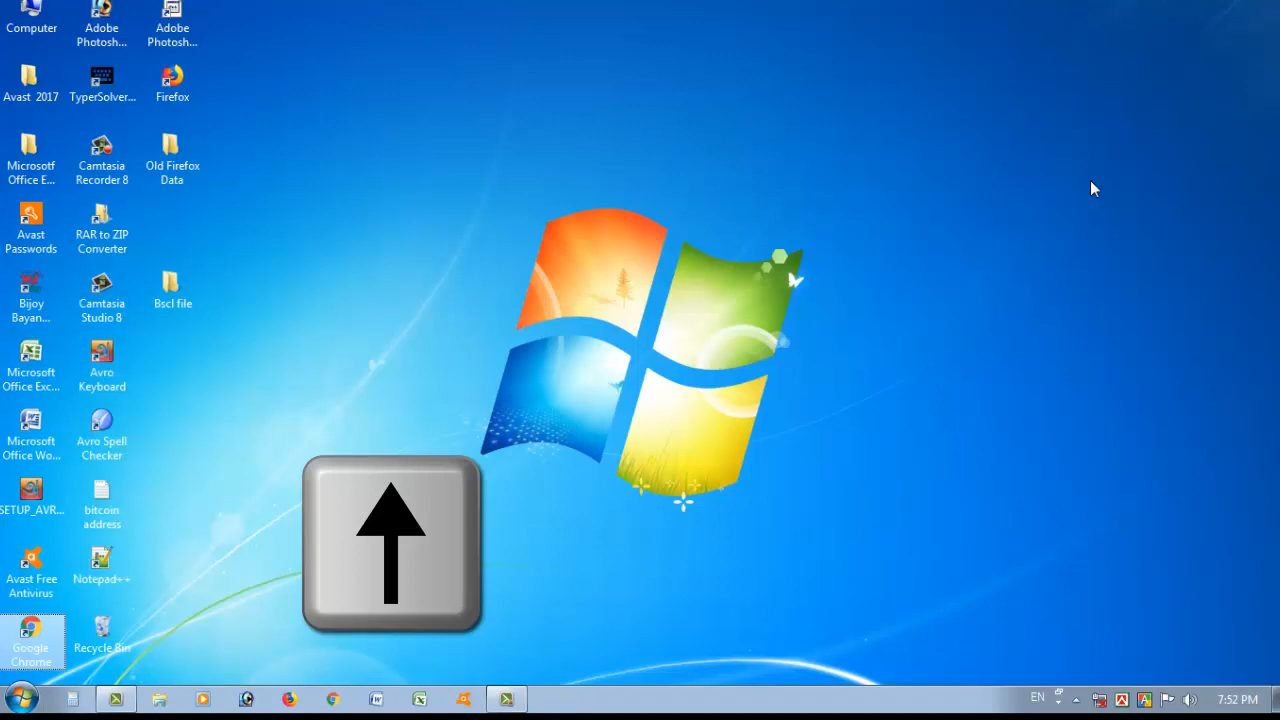 Computer
Adobe
Photosh...
Adobe
Photosh...
Avast 2017
TyperSolver...
Firefox
Microsotf
Office E...
Camtasia
Recorder 8
Old Firefox
Data
Avast
Passwords
RAR to ZIP
Converter
Bijoy
Bayan...
Camtasia
Studio 8
Bscl file
Microsoft
Office Exc...
Avro
Keyboard
Microsoft
Office Wo...
Avro Spell
Checker
SETUP_AVR...
bitcoin
address
Avast Free
Antivirus
Notepad++
Google
Chrome
Recycle Bin
EN
7:52 PM